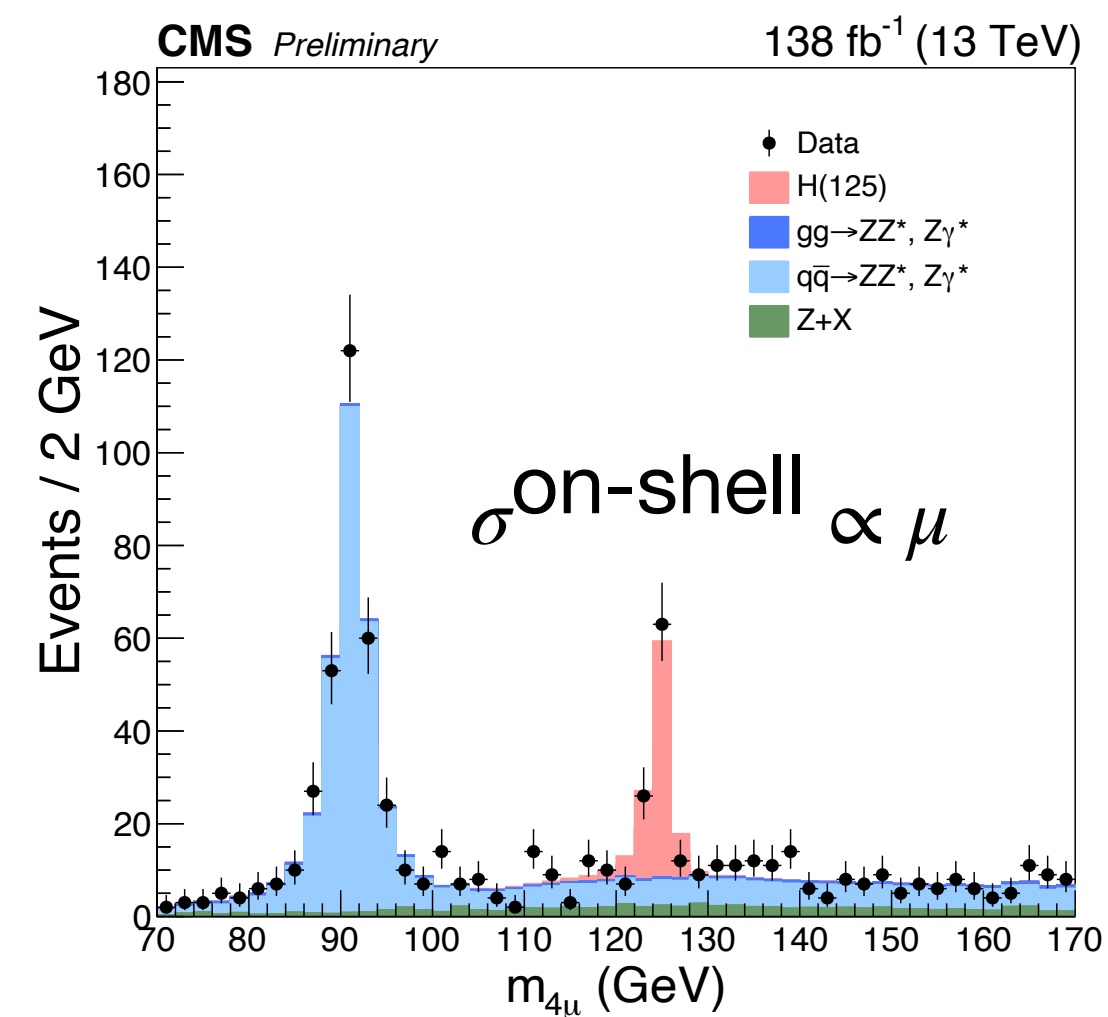 CMS Preliminary 138 fb⁻¹ (13 TeV)
180
160
140
120
100
80
60
40
20
0
Events / 2 GeV
Data
H(125)
gg→ZZ*, Zγ*
qq̄→ZZ*, Zγ*
Z+X
σ^on-shell ∝ μ
70 80 90 100 110 120 130 140 150 160 170
m₄μ (GeV)